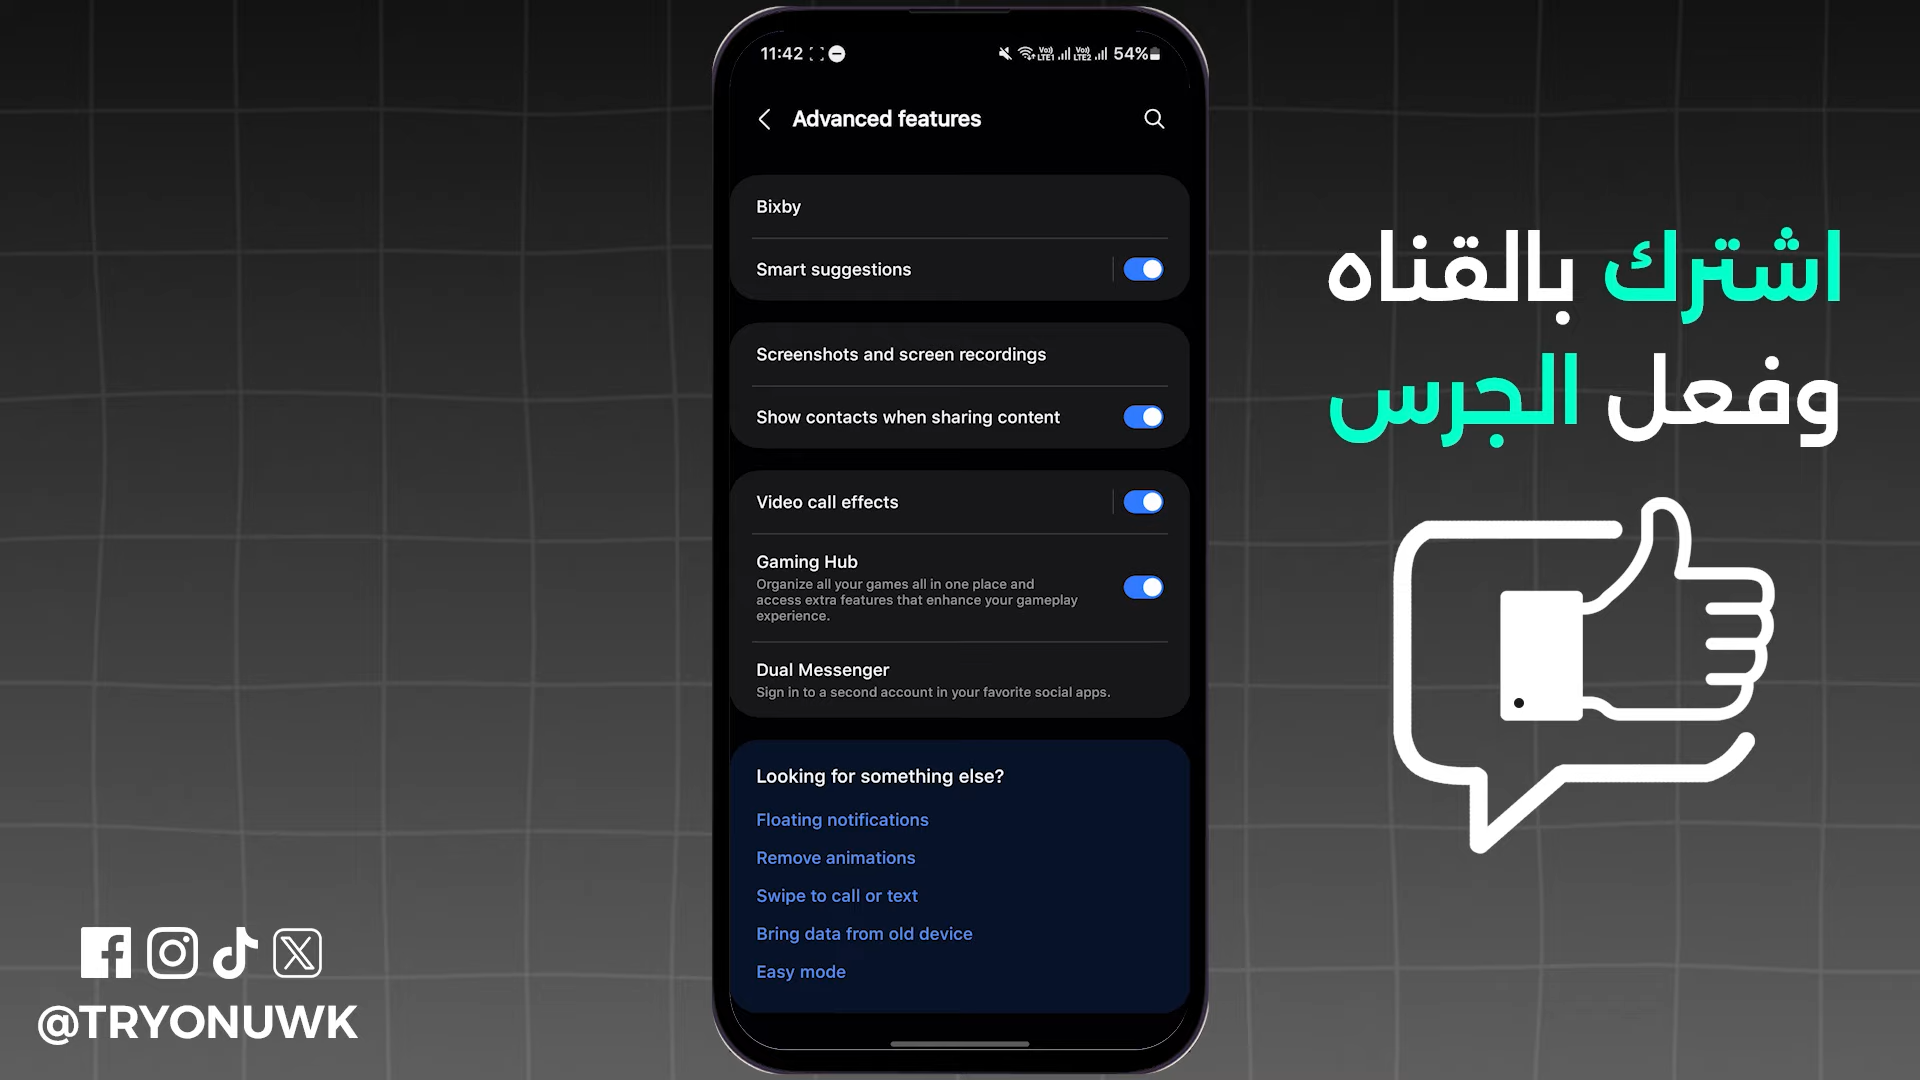 11:42
Vo)) LTE1 Vo)) LTE2 54%
Advanced features
Bixby
Smart suggestions
Screenshots and screen recordings
Show contacts when sharing content
Video call effects
Gaming Hub
Organize all your games all in one place and
access extra features that enhance your gameplay
experience.
Dual Messenger
Sign in to a second account in your favorite social apps.
Looking for something else?
Floating notifications
Remove animations
Swipe to call or text
Bring data from old device
Easy mode
اشترك بالقناه
وفعل الجرس
@TRYONUWK